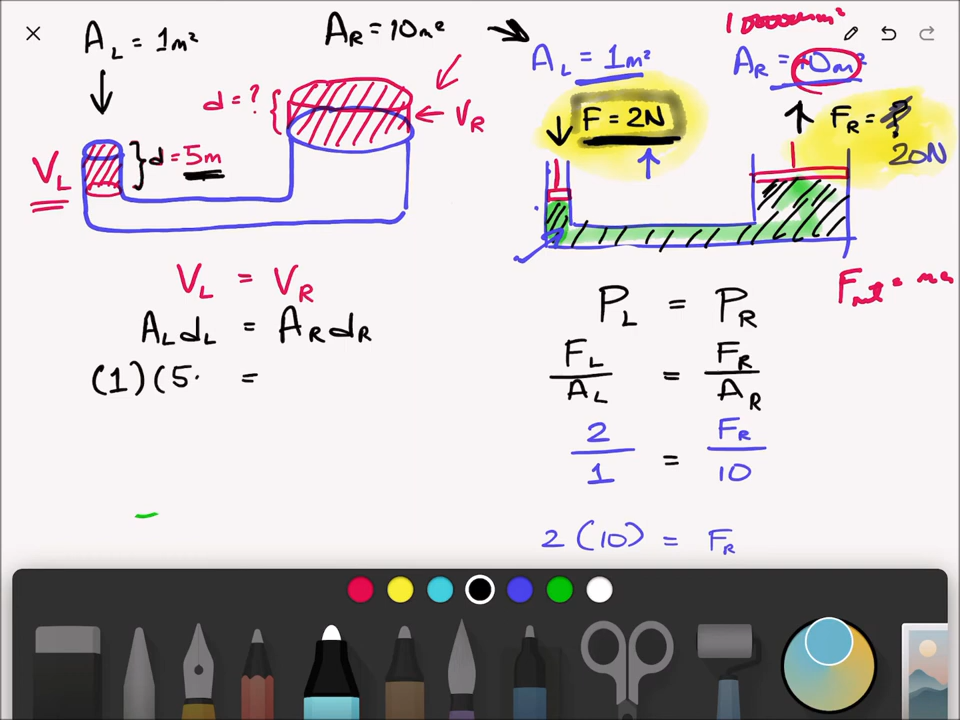 A_L = 1m²
A_R = 10m²
d = ?
V_R
V_L
d = 5m
V_L = V_R
A_L d_L = A_R d_R
(1)(5. =
A_L = 1m²
A_R = 10m²
F = 2N
F_R = ?
20N
F_net =
P_L = P_R
F_L / A_L = F_R / A_R
2 / 1 = F_R / 10
2 (10) = F_R